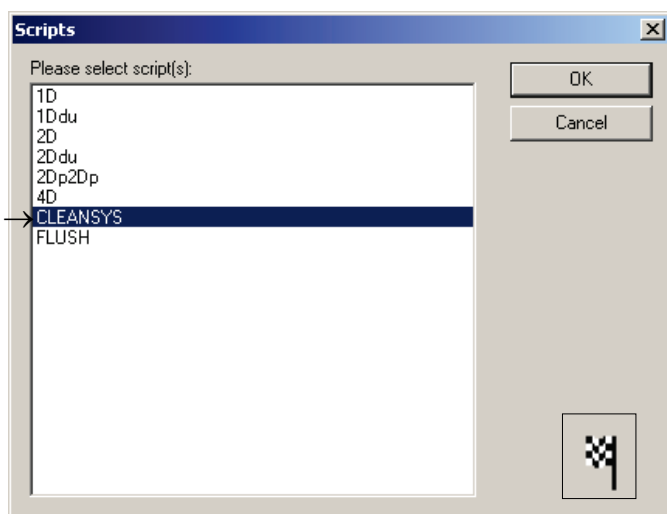 Scripts
Please select script(s):
1D
1Ddu
2D
2Ddu
2Dp2Dp
4D
CLEANSYS
FLUSH
OK
Cancel